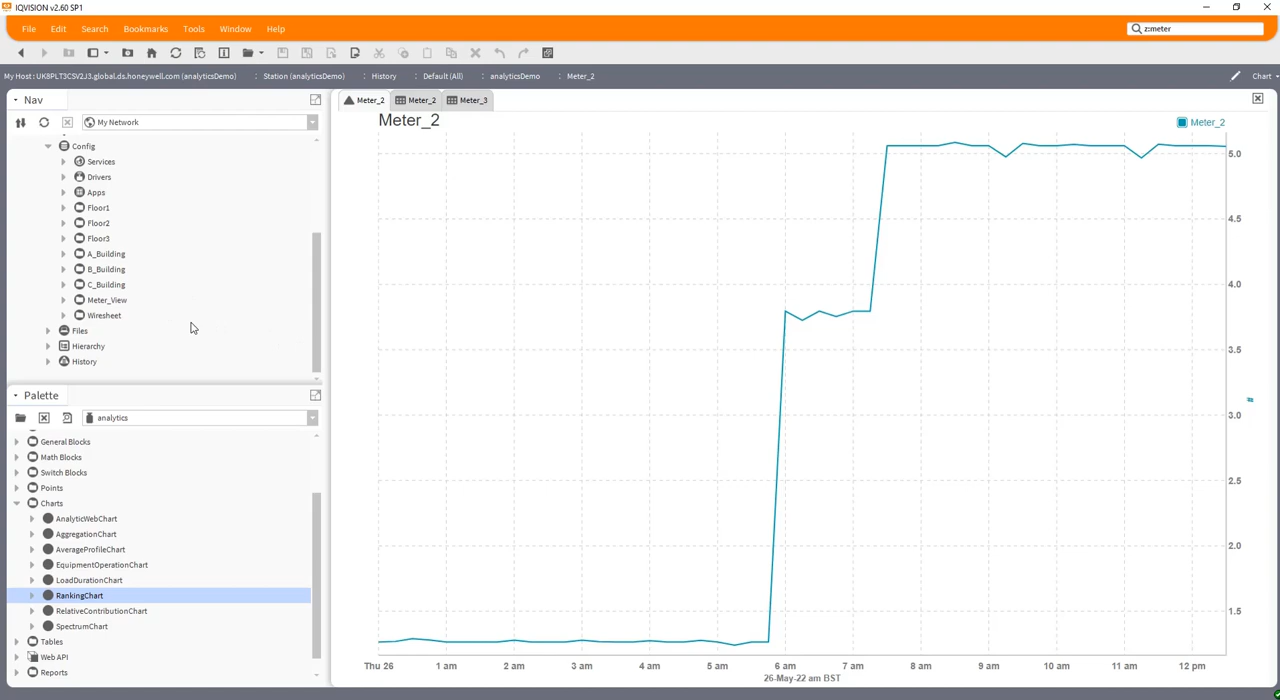 IQVISION v2.60 SP1
File Edit Search Bookmarks Tools Window Help
z:meter
My Host : UK8PLT3CSV2J3.global.ds.honeywell.com (analyticsDemo) : Station (analyticsDemo) : History : Default (All) : analyticsDemo : Meter_2
Chart
Nav
My Network
Config
Services
Drivers
Apps
Floor1
Floor2
Floor3
A_Building
B_Building
C_Building
Meter_View
Wiresheet
Files
Hierarchy
History
Palette
analytics
General Blocks
Math Blocks
Switch Blocks
Points
Charts
AnalyticWebChart
AggregationChart
AverageProfileChart
EquipmentOperationChart
LoadDurationChart
RankingChart
RelativeContributionChart
SpectrumChart
Tables
Web API
Reports
Meter_2 Meter_2 Meter_3
Meter_2
Meter_2
5.0
4.5
4.0
3.5
3.0
2.5
2.0
1.5
Thu 26 1 am 2 am 3 am 4 am 5 am 6 am 7 am 8 am 9 am 10 am 11 am 12 pm
26-May-22 am BST